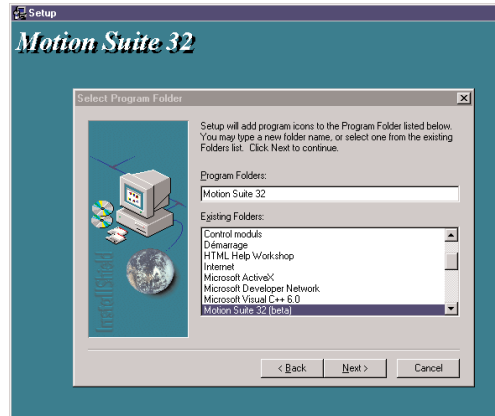 Setup
Motion Suite 32
Select Program Folder
Setup will add program icons to the Program Folder listed below.
You may type a new folder name, or select one from the existing
Folders list. Click Next to continue.
Program Folders:
Motion Suite 32
Existing Folders:
Control moduls
Démarrage
HTML Help Workshop
Internet
Microsoft ActiveX
Microsoft Developer Network
Microsoft Visual C++ 6.0
Motion Suite 32 (beta)
InstallShield
< Back
Next >
Cancel